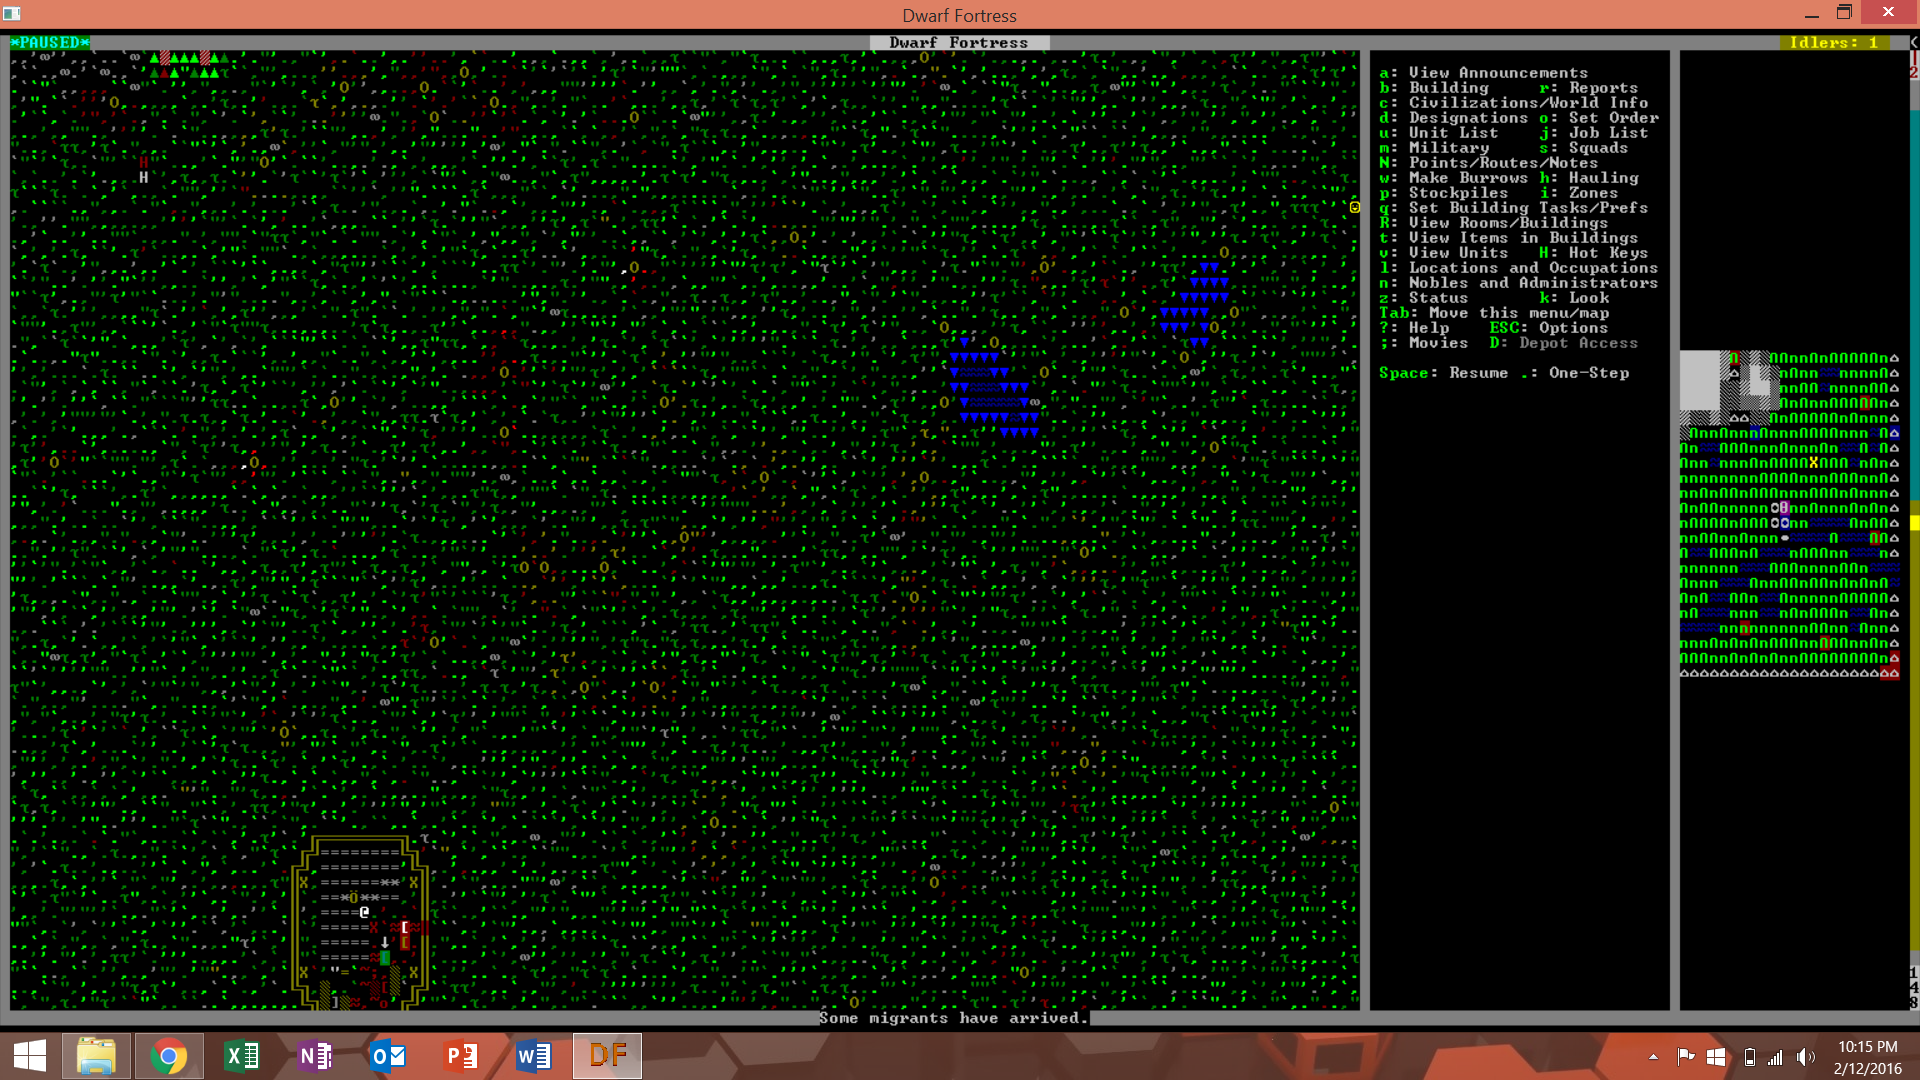 Dwarf Fortress
*PAUSED*
Dwarf Fortress
Idlers: 1
a: View Announcements
b: Building r: Reports
c: Civilizations/World Info
d: Designations o: Set Order
u: Unit List j: Job List
m: Military s: Squads
N: Points/Routes/Notes
w: Make Burrows h: Hauling
p: Stockpiles i: Zones
q: Set Building Tasks/Prefs
R: View Rooms/Buildings
t: View Items in Buildings
v: View Units H: Hot Keys
l: Locations and Occupations
n: Nobles and Administrators
z: Status k: Look
Tab: Move this menu/map
?: Help ESC: Options
;: Movies D: Depot Access
Space: Resume .: One-Step
Some migrants have arrived.
DF
10:15 PM
2/12/2016